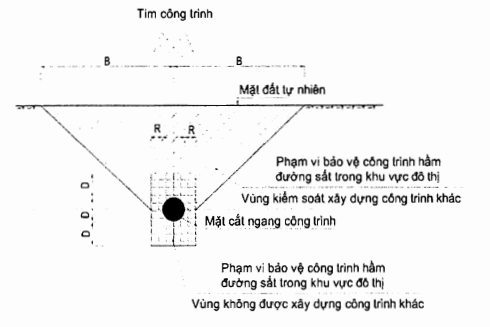 Tim công trình
B
B
Mặt đất tự nhiên
R
R
Phạm vi bảo vệ công trình hầm
đường sắt trong khu vực đô thị
D
Vùng kiểm soát xây dựng công trình khác
D
Mặt cắt ngang công trình
D
Phạm vi bảo vệ công trình hầm
đường sắt trong khu vực đô thị
Vùng không được xây dựng công trình khác